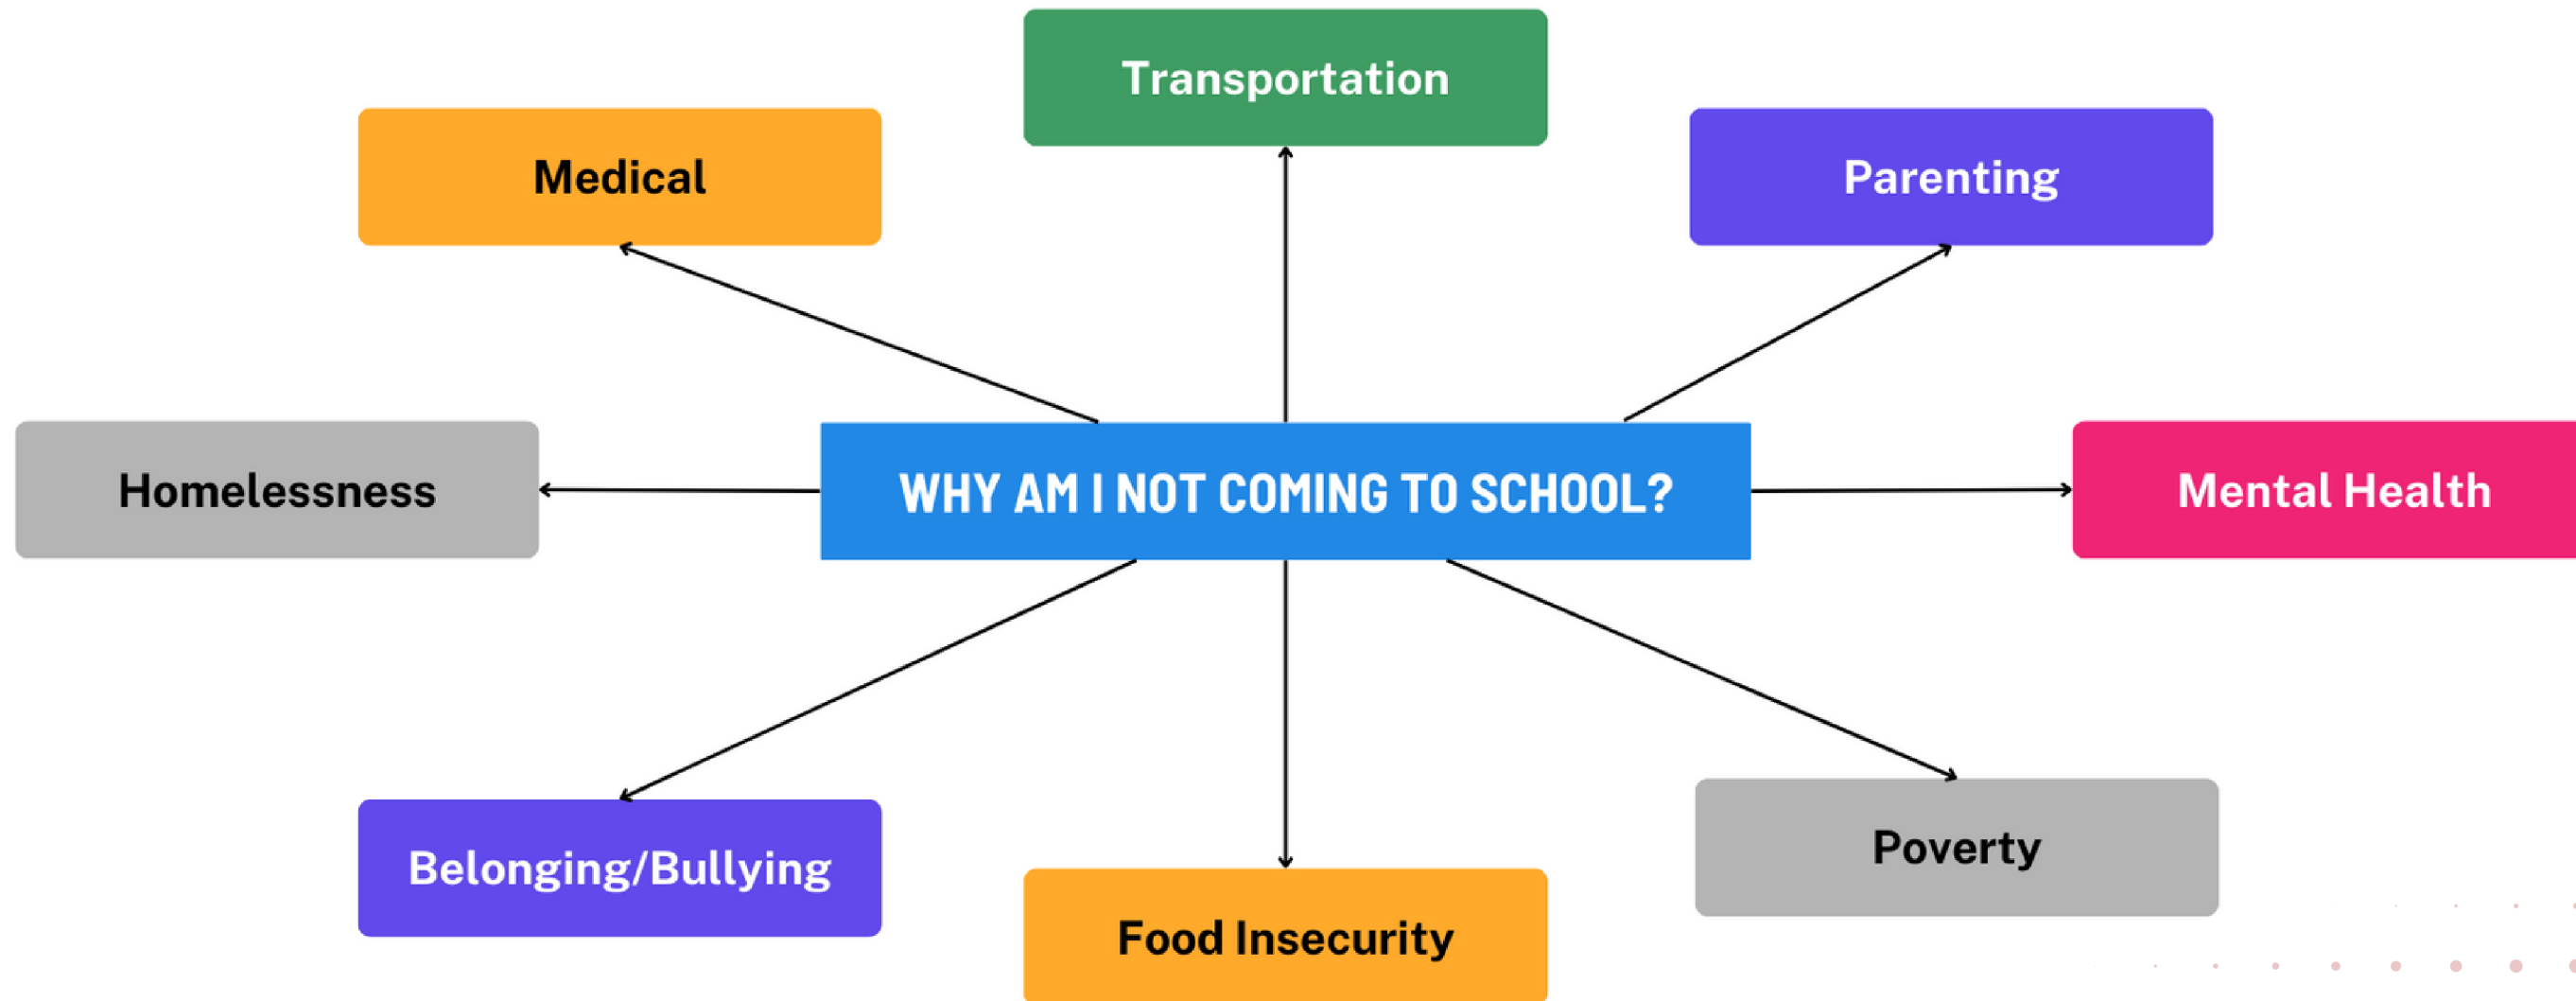 Transportation
Medical
Parenting
Homelessness
WHY AM I NOT COMING TO SCHOOL?
Mental Health
Belonging/Bullying
Poverty
Food Insecurity